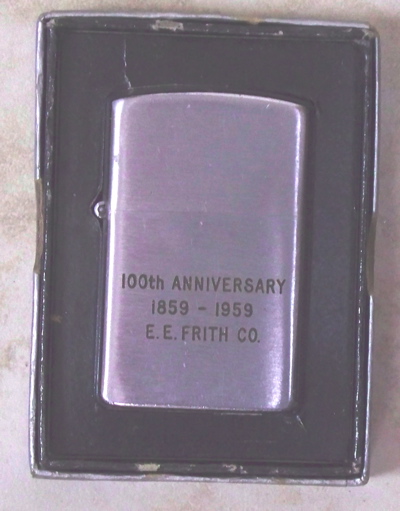 100th ANNIVERSARY
1859 - 1959
E. E. FRITH CO.